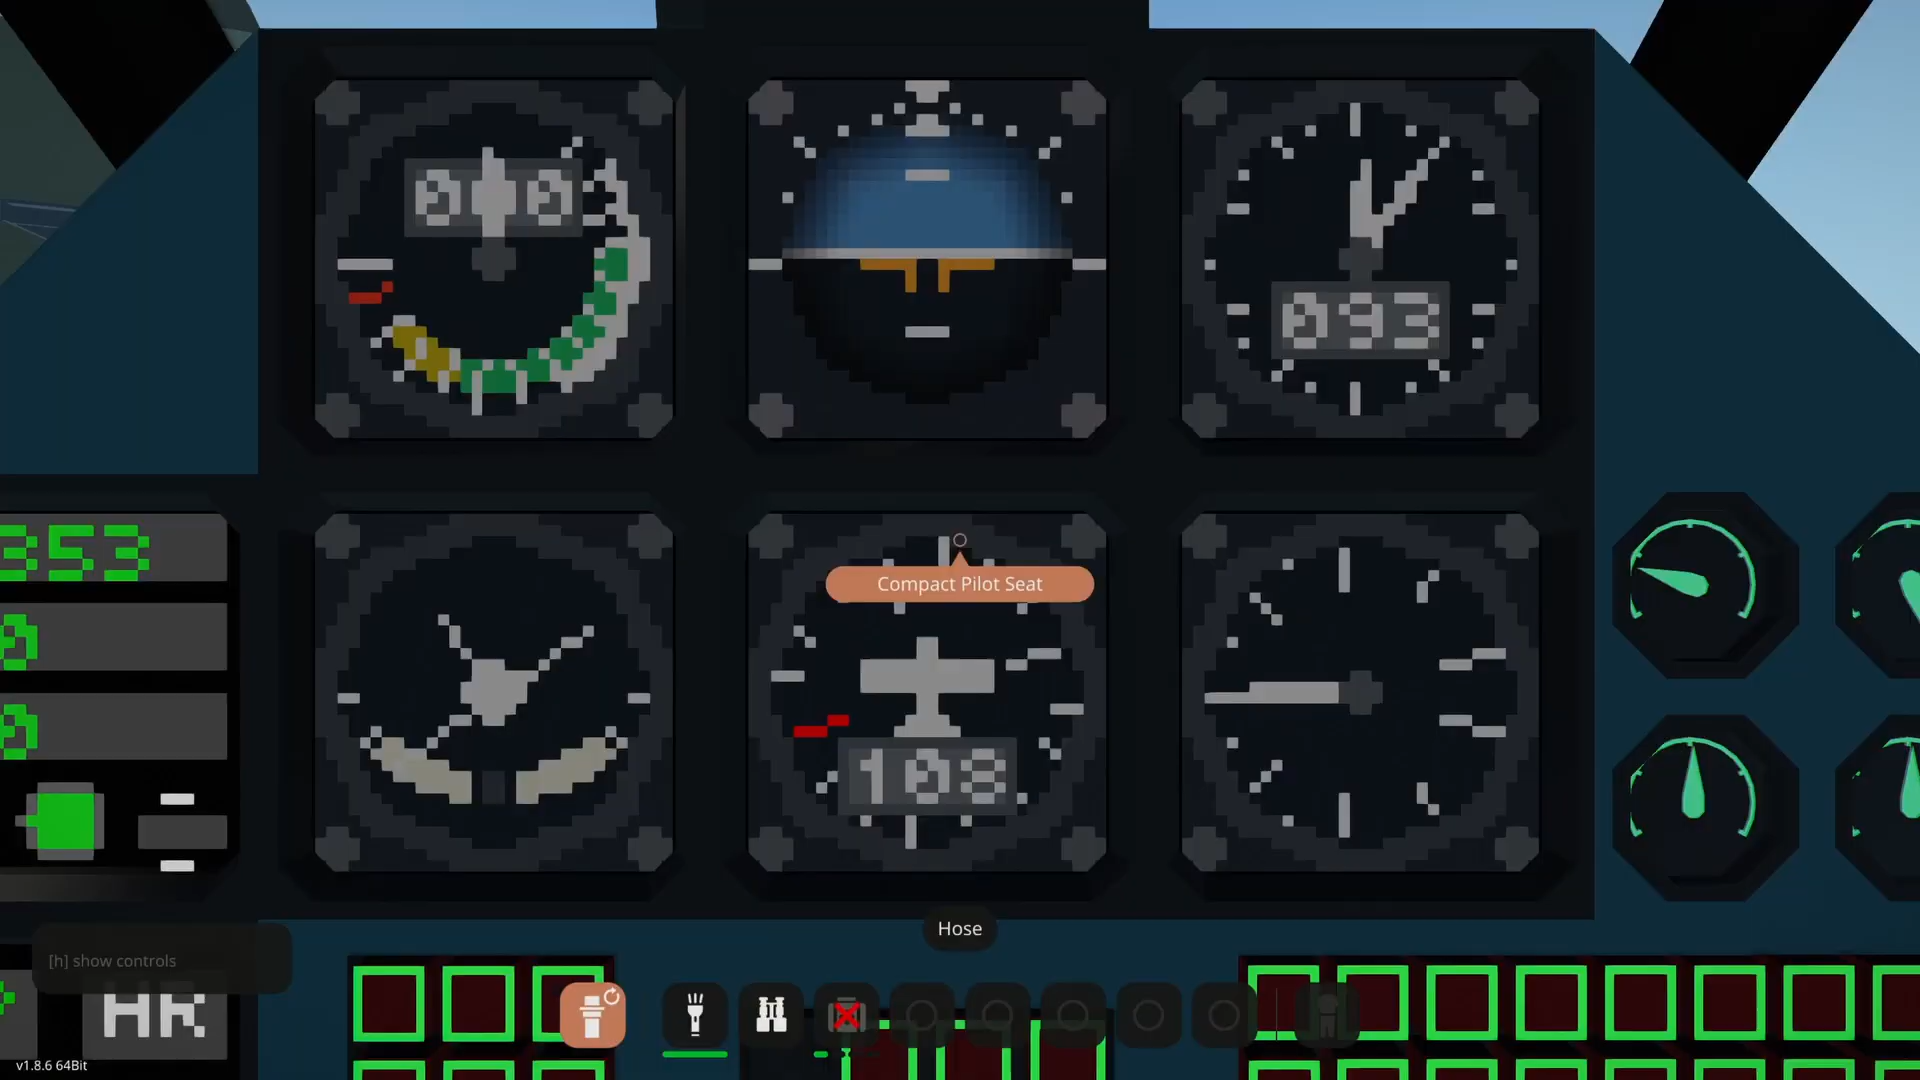 000
093
353
Compact Pilot Seat
0
0
108
Hose
[h] show controls
HR
v1.8.6 64Bit